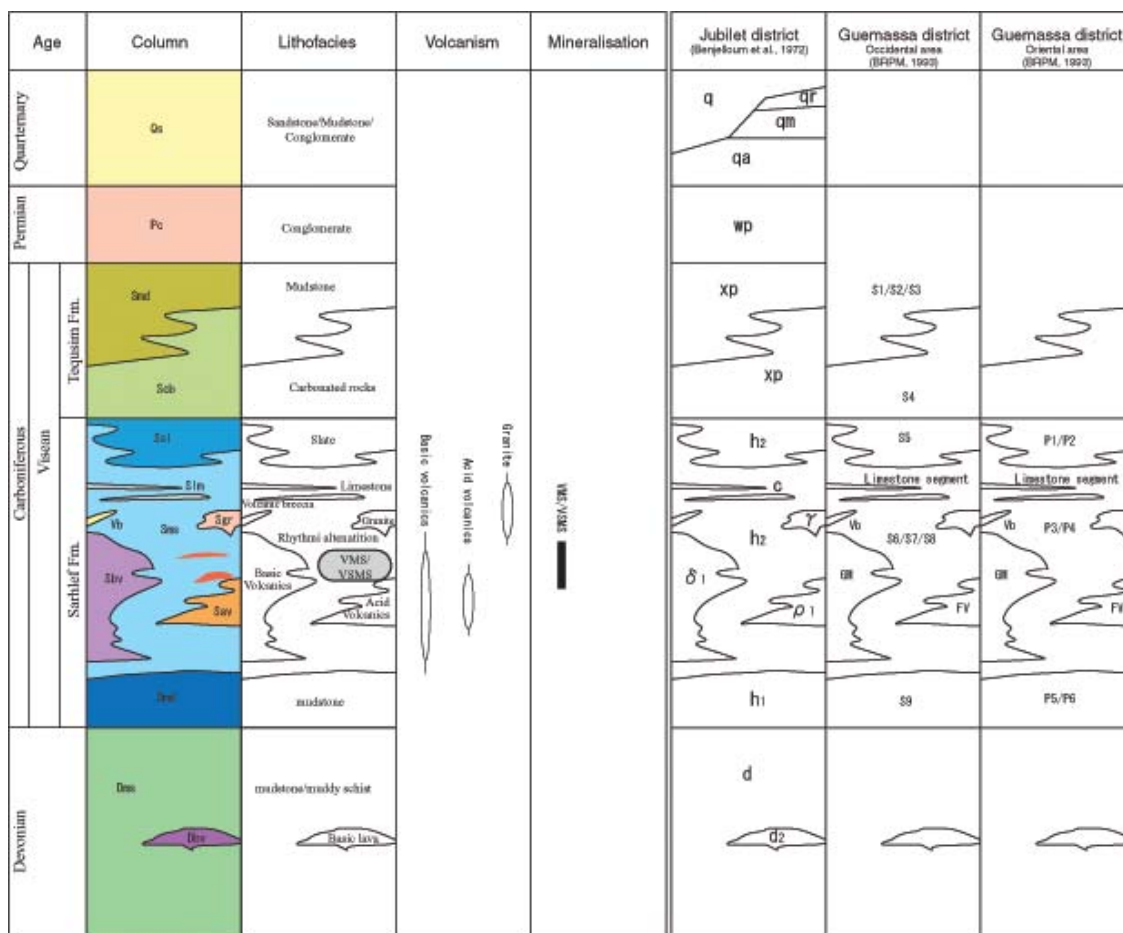 Age
Column
Lithofacies
Volcanism
Mineralisation
Jubilet district
(Benjelloum et al., 1972)
Guemassa district
Occidental area
(BRPM, 1993)
Guemassa district
Oriental area
(BRPM, 1993)
Quarternary
Qs
Sandstone/Mudstone/
Conglomerate
q
qr
qm
qa
Permian
Pc
Conglomerate
wp
Carboniferous
Visean
Tequsim Fm.
Smd
Mudstone
xp
S1/S2/S3
Scb
Carbonated rocks
xp
S4
Sarhlef Fm.
Ssl
Slate
h2
S5
P1/P2
Slm
Limestone
c
Limestone segment
Limestone segment
Volcanic breccia
Vb
Sms
Sgr
Granite
Rhythmi altenatition
γ
h2
Vb
S6/S7/S8
Vb
P3/P4
Sbv
Basic
Volcanics
VMS/
VSMS
δ1
GM
GM
Sav
Acid
Volcanics
ρ1
FV
FV
Basic volcanics
Acid volcanics
Granite
VMS/VSMS
mudstone
h1
S9
P5/P6
Devonian
Dms
mudstone/muddy schist
d
Dbv
Basic lava
d2